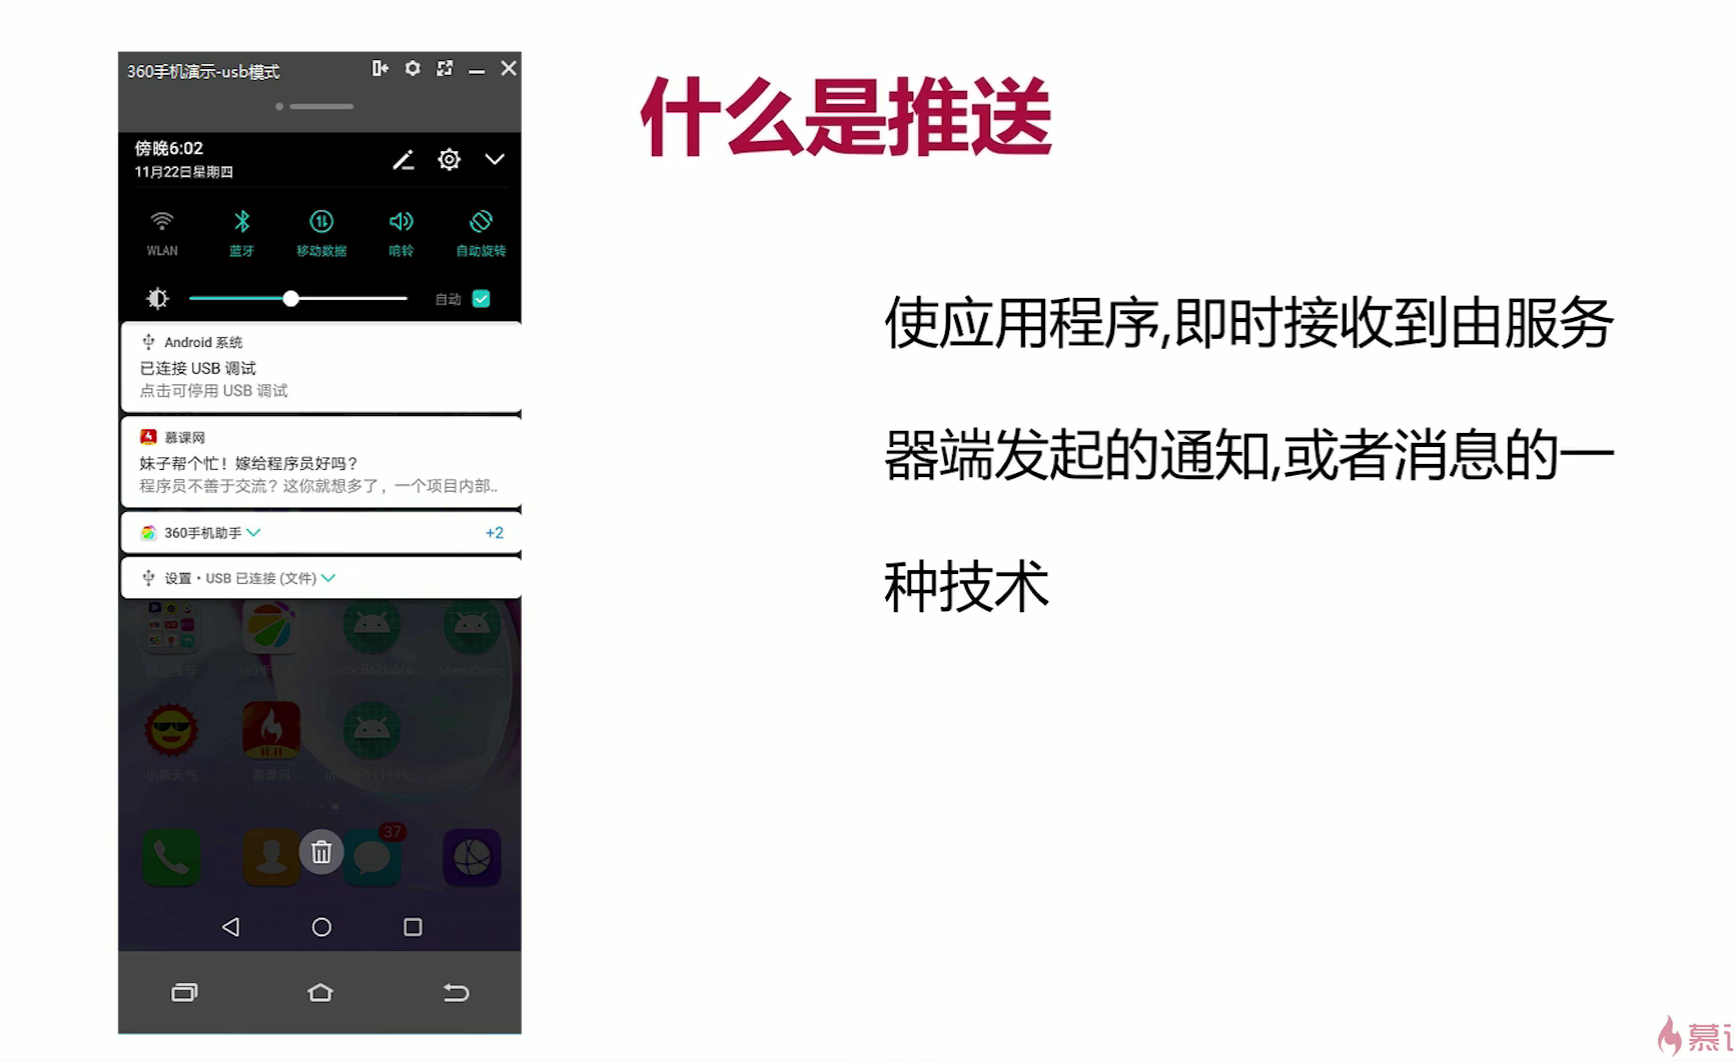 360手机演示-usb模式
什么是推送
傍晚6:02
11月22日星期四
WLAN 蓝牙 移动数据 响铃 自动旋转
自动
使应用程序,即时接收到由服务
器端发起的通知,或者消息的一
种技术
Android 系统
已连接 USB 调试
点击可停用 USB 调试
慕课网
妹子帮个忙！嫁给程序员好吗？
程序员不善于交流？这你就想多了，一个项目内部..
360手机助手 +2
设置・USB 已连接 (文件)
MenuDemo
小猴天气 慕课网
37
慕